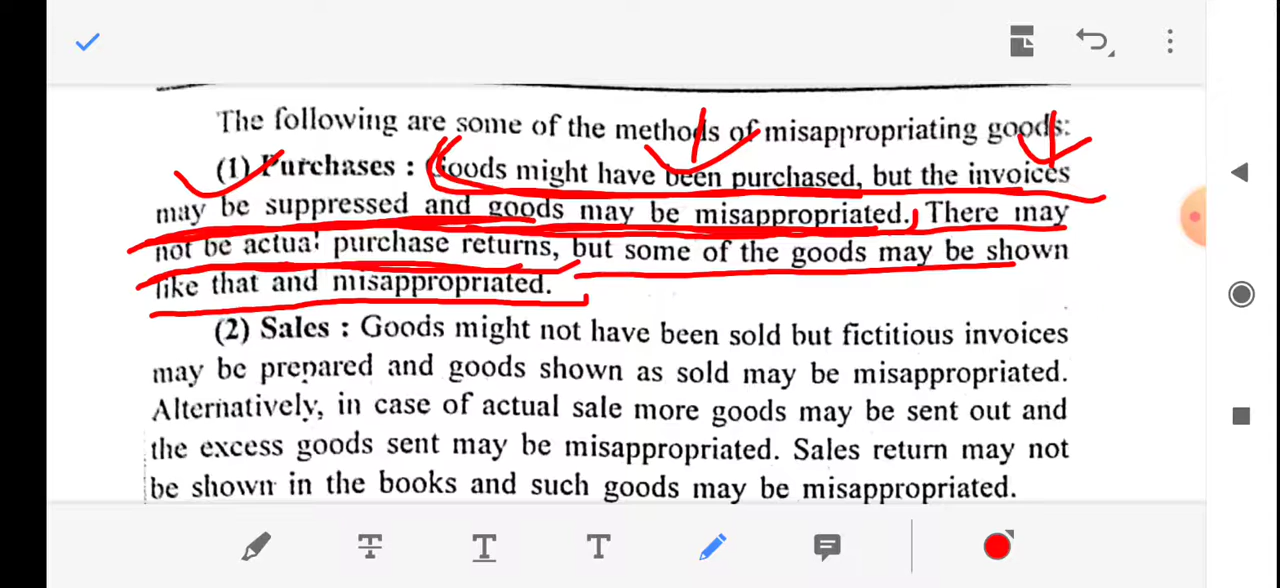 The following are some of the methods of misappropriating goods:
(1) Purchases : Goods might have been purchased, but the invoices
may be suppressed and goods may be misappropriated. There may
not be actual purchase returns, but some of the goods may be shown
like that and misappropriated.
(2) Sales : Goods might not have been sold but fictitious invoices
may be prepared and goods shown as sold may be misappropriated.
Alternatively, in case of actual sale more goods may be sent out and
the excess goods sent may be misappropriated. Sales return may not
be shown in the books and such goods may be misappropriated.
T T T